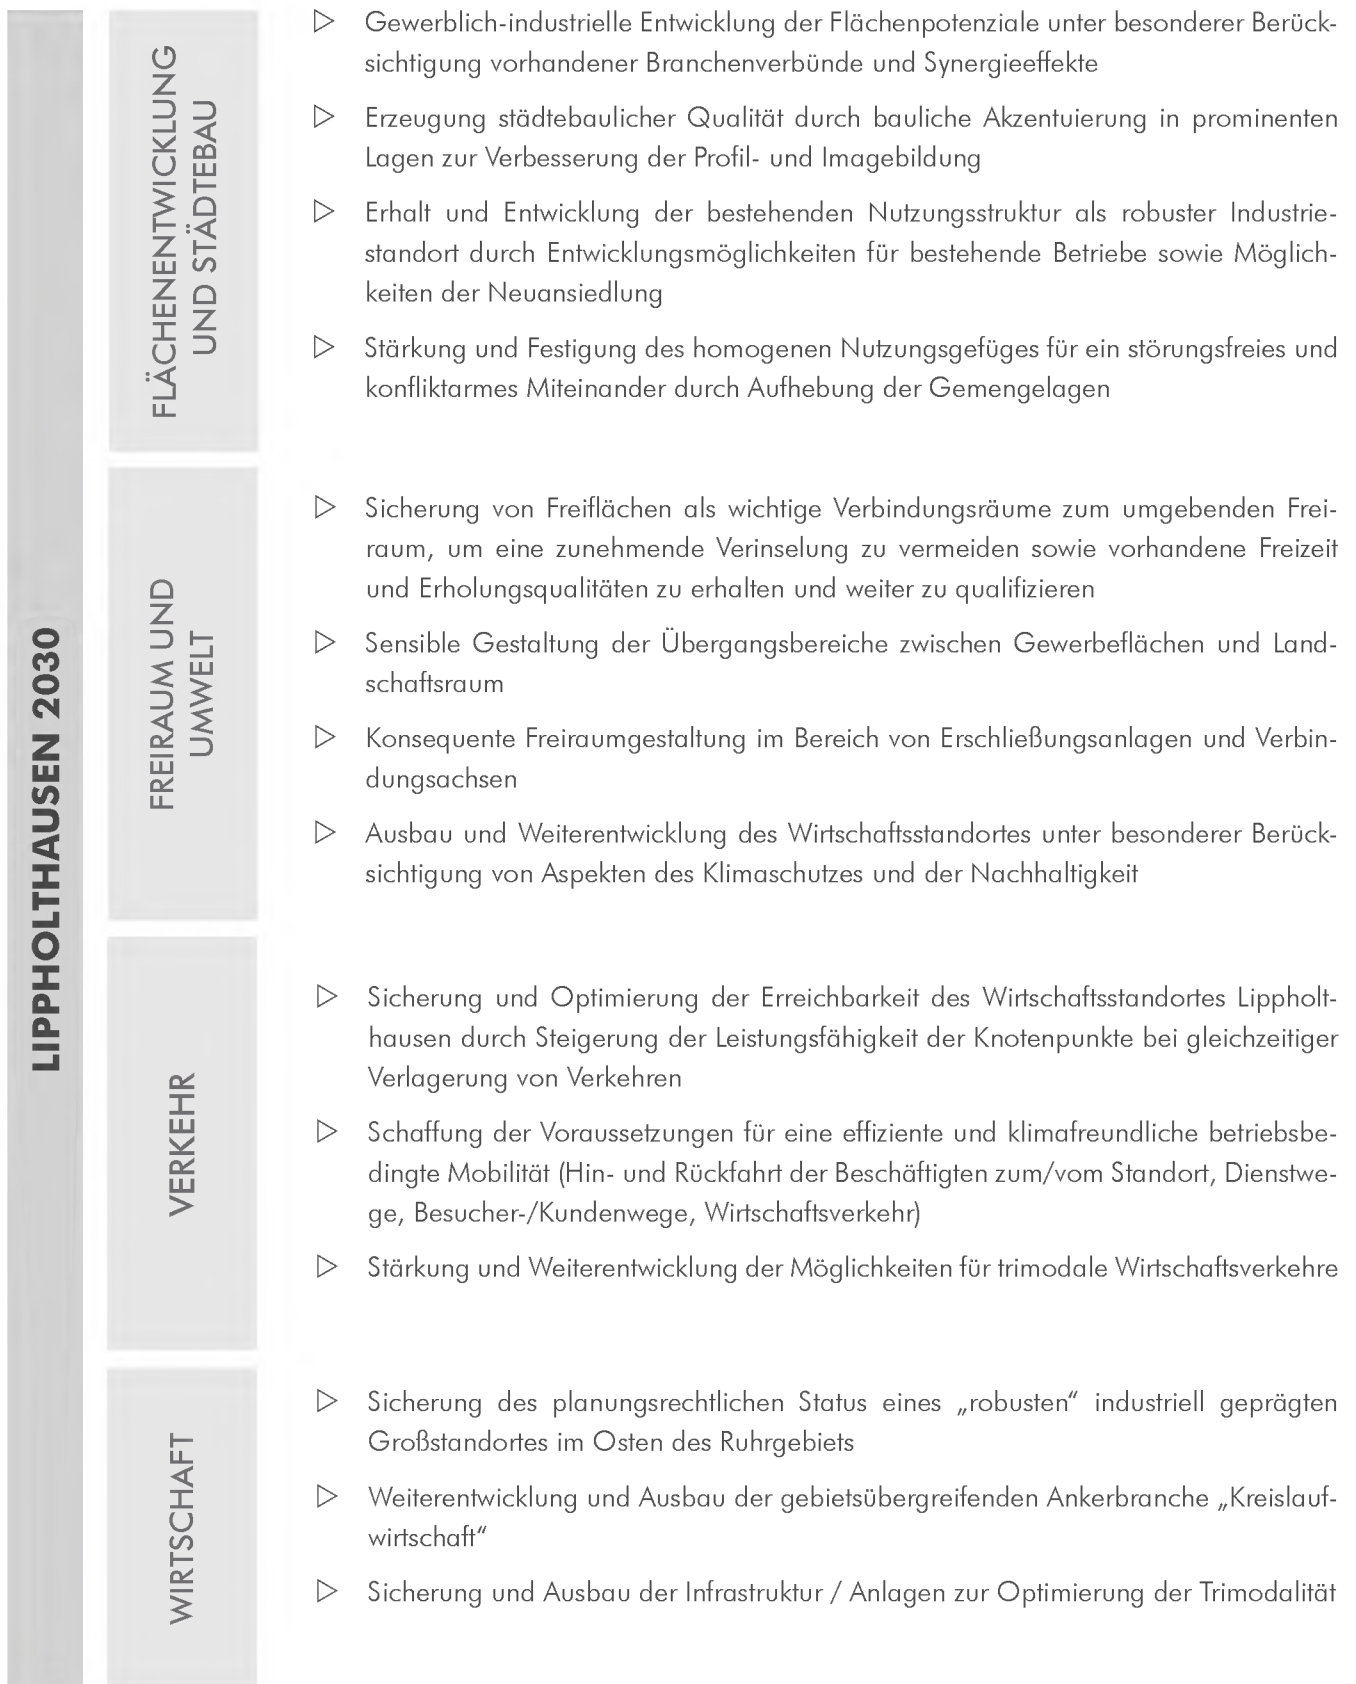 LIPPHOLTHAUSEN 2030
FLÄCHENENTWICKLUNG
UND STÄDTEBAU
▷ Gewerblich-industrielle Entwicklung der Flächenpotenziale unter besonderer Berück-
sichtigung vorhandener Branchenverbünde und Synergieeffekte
▷ Erzeugung städtebaulicher Qualität durch bauliche Akzentuierung in prominenten
Lagen zur Verbesserung der Profil- und Imagebildung
▷ Erhalt und Entwicklung der bestehenden Nutzungsstruktur als robuster Industrie-
standort durch Entwicklungsmöglichkeiten für bestehende Betriebe sowie Möglich-
keiten der Neuansiedlung
▷ Stärkung und Festigung des homogenen Nutzungsgefüges für ein störungsfreies und
konfliktarmes Miteinander durch Aufhebung der Gemengelagen
FREIRAUM UND
UMWELT
▷ Sicherung von Freiflächen als wichtige Verbindungsräume zum umgebenden Frei-
raum, um eine zunehmende Verinselung zu vermeiden sowie vorhandene Freizeit
und Erholungsqualitäten zu erhalten und weiter zu qualifizieren
▷ Sensible Gestaltung der Übergangsbereiche zwischen Gewerbeflächen und Land-
schaftsraum
▷ Konsequente Freiraumgestaltung im Bereich von Erschließungsanlagen und Verbin-
dungsachsen
▷ Ausbau und Weiterentwicklung des Wirtschaftsstandortes unter besonderer Berück-
sichtigung von Aspekten des Klimaschutzes und der Nachhaltigkeit
VERKEHR
▷ Sicherung und Optimierung der Erreichbarkeit des Wirtschaftsstandortes Lippholt-
hausen durch Steigerung der Leistungsfähigkeit der Knotenpunkte bei gleichzeitiger
Verlagerung von Verkehren
▷ Schaffung der Voraussetzungen für eine effiziente und klimafreundliche betriebsbe-
dingte Mobilität (Hin- und Rückfahrt der Beschäftigten zum/vom Standort, Dienstwe-
ge, Besucher-/Kundenwege, Wirtschaftsverkehr)
▷ Stärkung und Weiterentwicklung der Möglichkeiten für trimodale Wirtschaftsverkehre
WIRTSCHAFT
▷ Sicherung des planungsrechtlichen Status eines „robusten“ industriell geprägten
Großstandortes im Osten des Ruhrgebiets
▷ Weiterentwicklung und Ausbau der gebietsübergreifenden Ankerbranche „Kreislauf-
wirtschaft“
▷ Sicherung und Ausbau der Infrastruktur / Anlagen zur Optimierung der Trimodalität